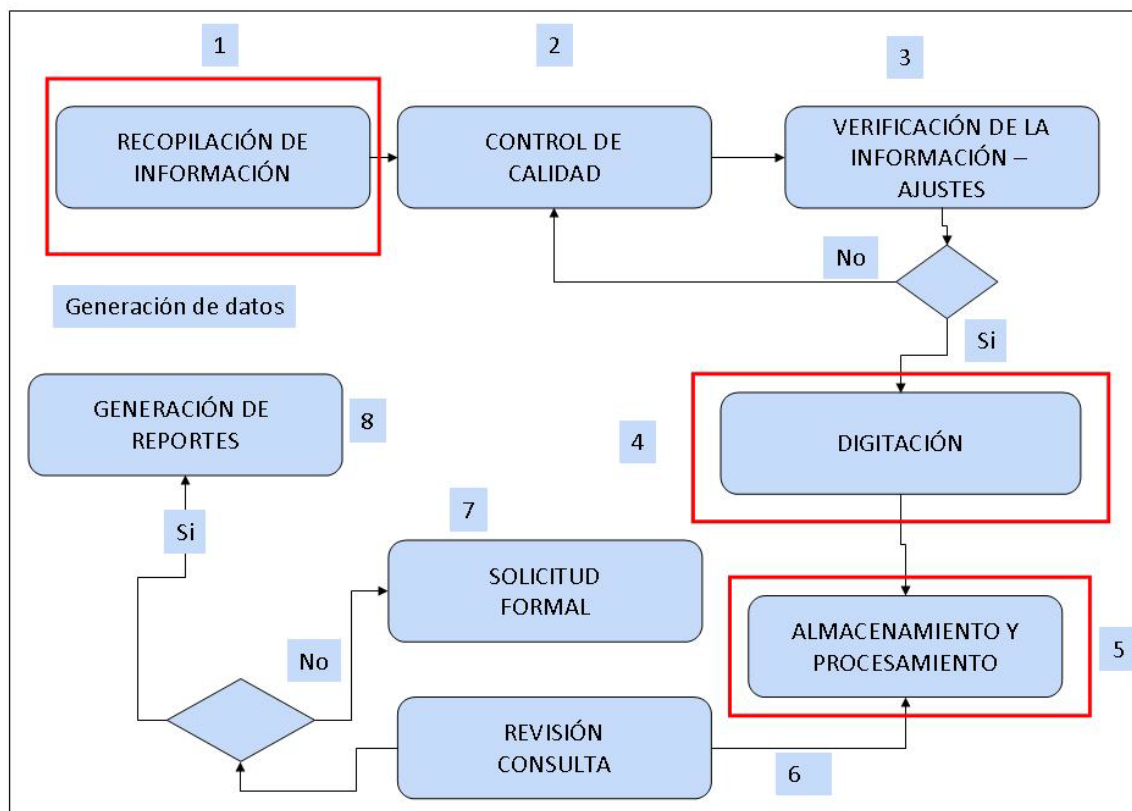 1
2
3
RECOPILACIÓN DE
INFORMACIÓN
CONTROL DE
CALIDAD
VERIFICACIÓN DE LA
INFORMACIÓN –
AJUSTES
No
Generación de datos
Si
GENERACIÓN DE
REPORTES
8
4
DIGITACIÓN
7
Si
SOLICITUD
FORMAL
ALMACENAMIENTO Y
PROCESAMIENTO
5
No
REVISIÓN
CONSULTA
6